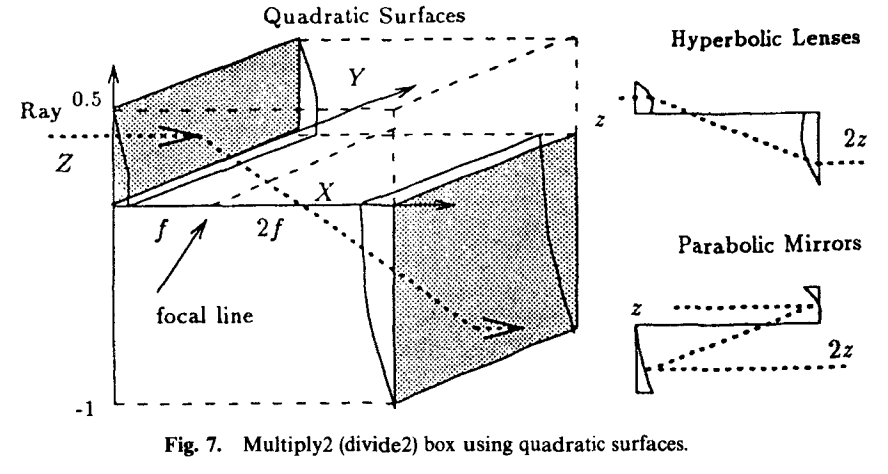 Quadratic Surfaces
Hyperbolic Lenses
Y
Ray 0.5
z
2z
Z
X
f
2f
Parabolic Mirrors
focal line
z
2z
-1
Fig. 7. Multiply2 (divide2) box using quadratic surfaces.